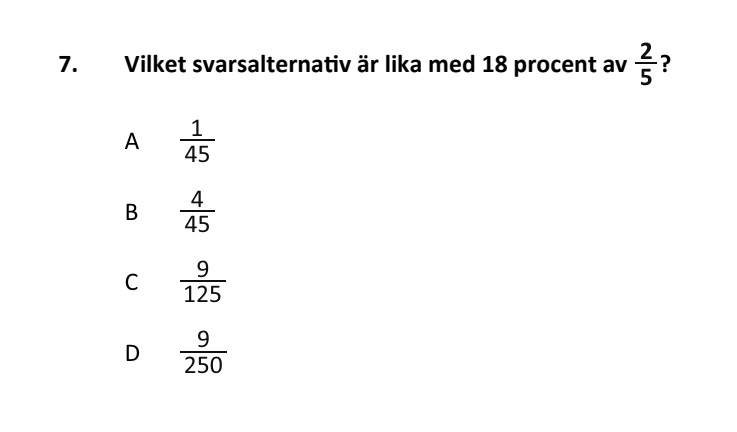 7. Vilket svarsalternativ är lika med 18 procent av 2/5?
A 1/45
B 4/45
C 9/125
D 9/250